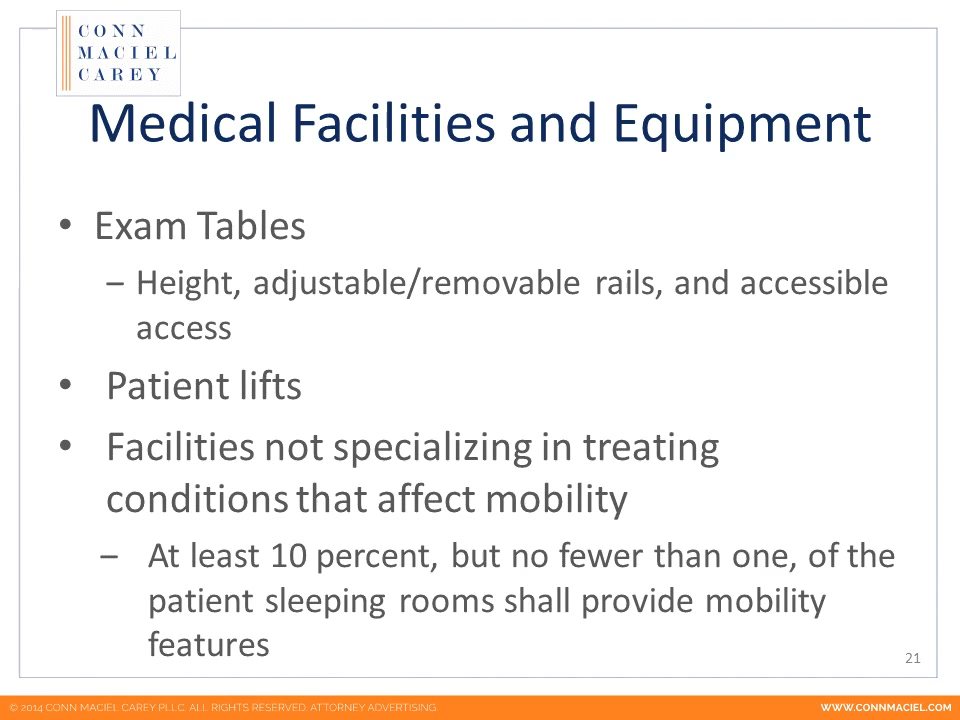 CONN
MACIEL
CAREY
Medical Facilities and Equipment
• Exam Tables
– Height, adjustable/removable rails, and accessible
access
• Patient lifts
• Facilities not specializing in treating
conditions that affect mobility
– At least 10 percent, but no fewer than one, of the
patient sleeping rooms shall provide mobility
features
21
© 2014 CONN MACIEL CAREY PLLC. ALL RIGHTS RESERVED. ATTORNEY ADVERTISING.
WWW.CONNMACIEL.COM